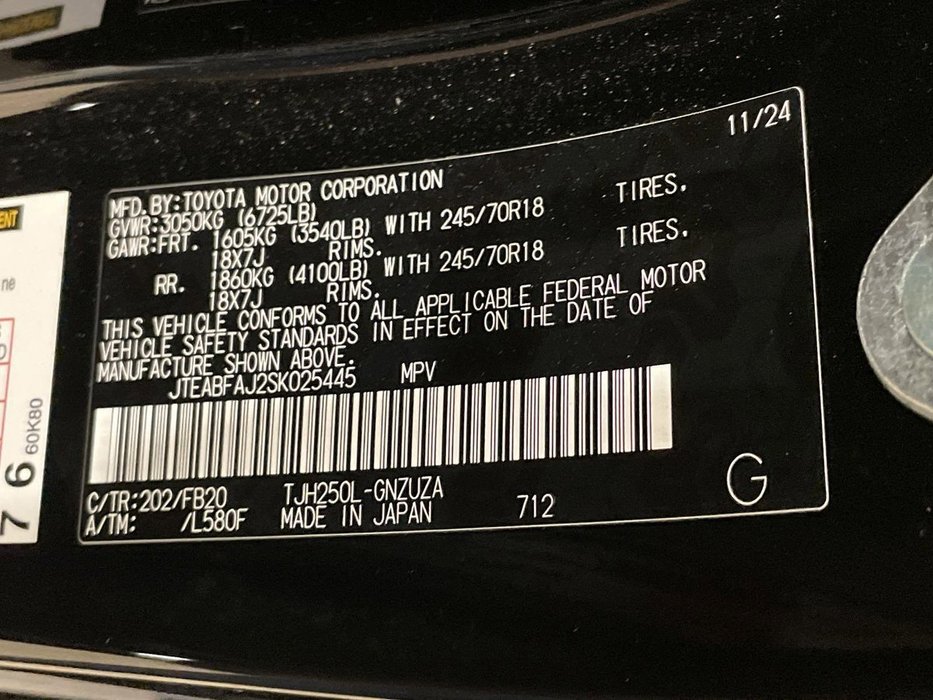 11/24
MFD. BY:TOYOTA MOTOR CORPORATION
GVWR:3050KG (6725LB)
GAWR:FRT. 1605KG (3540LB) WITH 245/70R18 TIRES.
18X7J RIMS.
RR. 1860KG (4100LB) WITH 245/70R18 TIRES.
18X7J RIMS.
THIS VEHICLE CONFORMS TO ALL APPLICABLE FEDERAL MOTOR
VEHICLE SAFETY STANDARDS IN EFFECT ON THE DATE OF
MANUFACTURE SHOWN ABOVE.
JTEABFAJ2SK025445 MPV
C/TR:202/FB20 TJH250L-GNZUZA
A/TM: /L580F MADE IN JAPAN 712
G
76 60K80